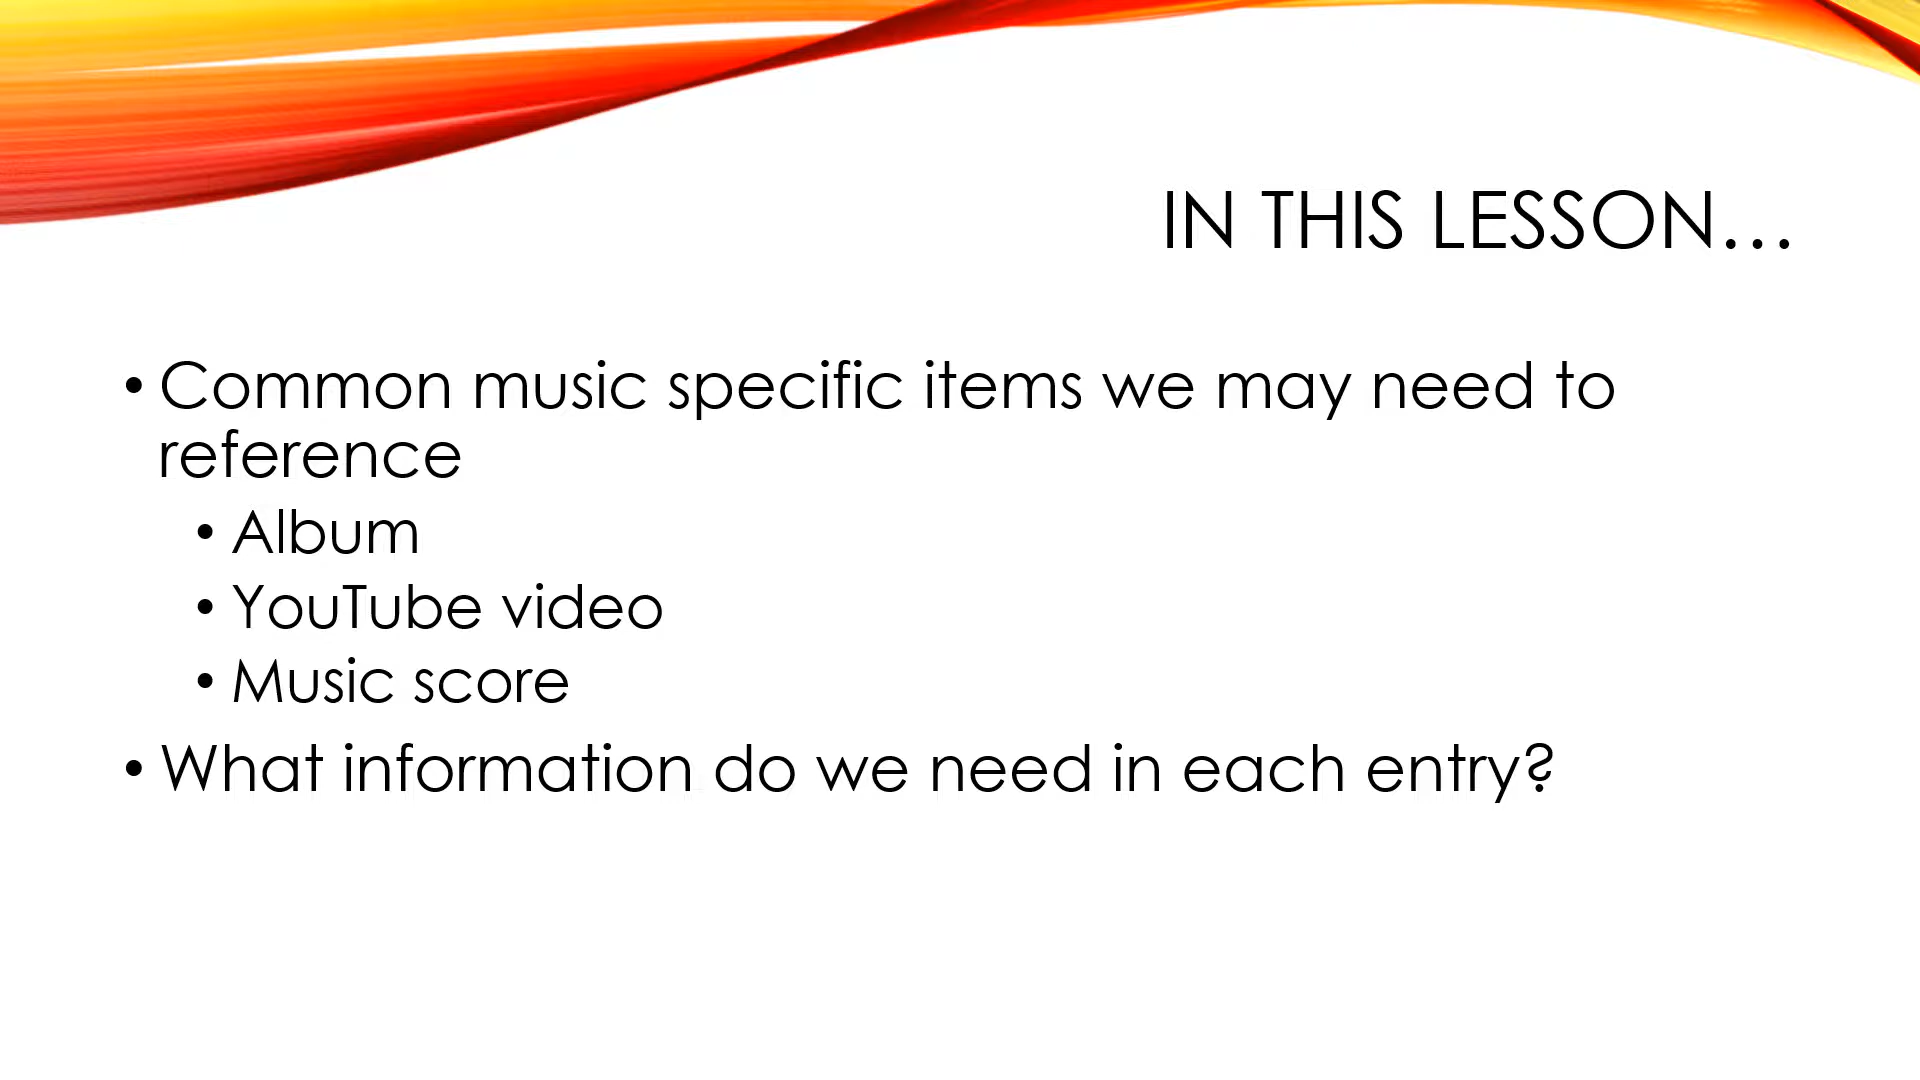 IN THIS LESSON…
• Common music specific items we may need to
reference
• Album
• YouTube video
• Music score
• What information do we need in each entry?